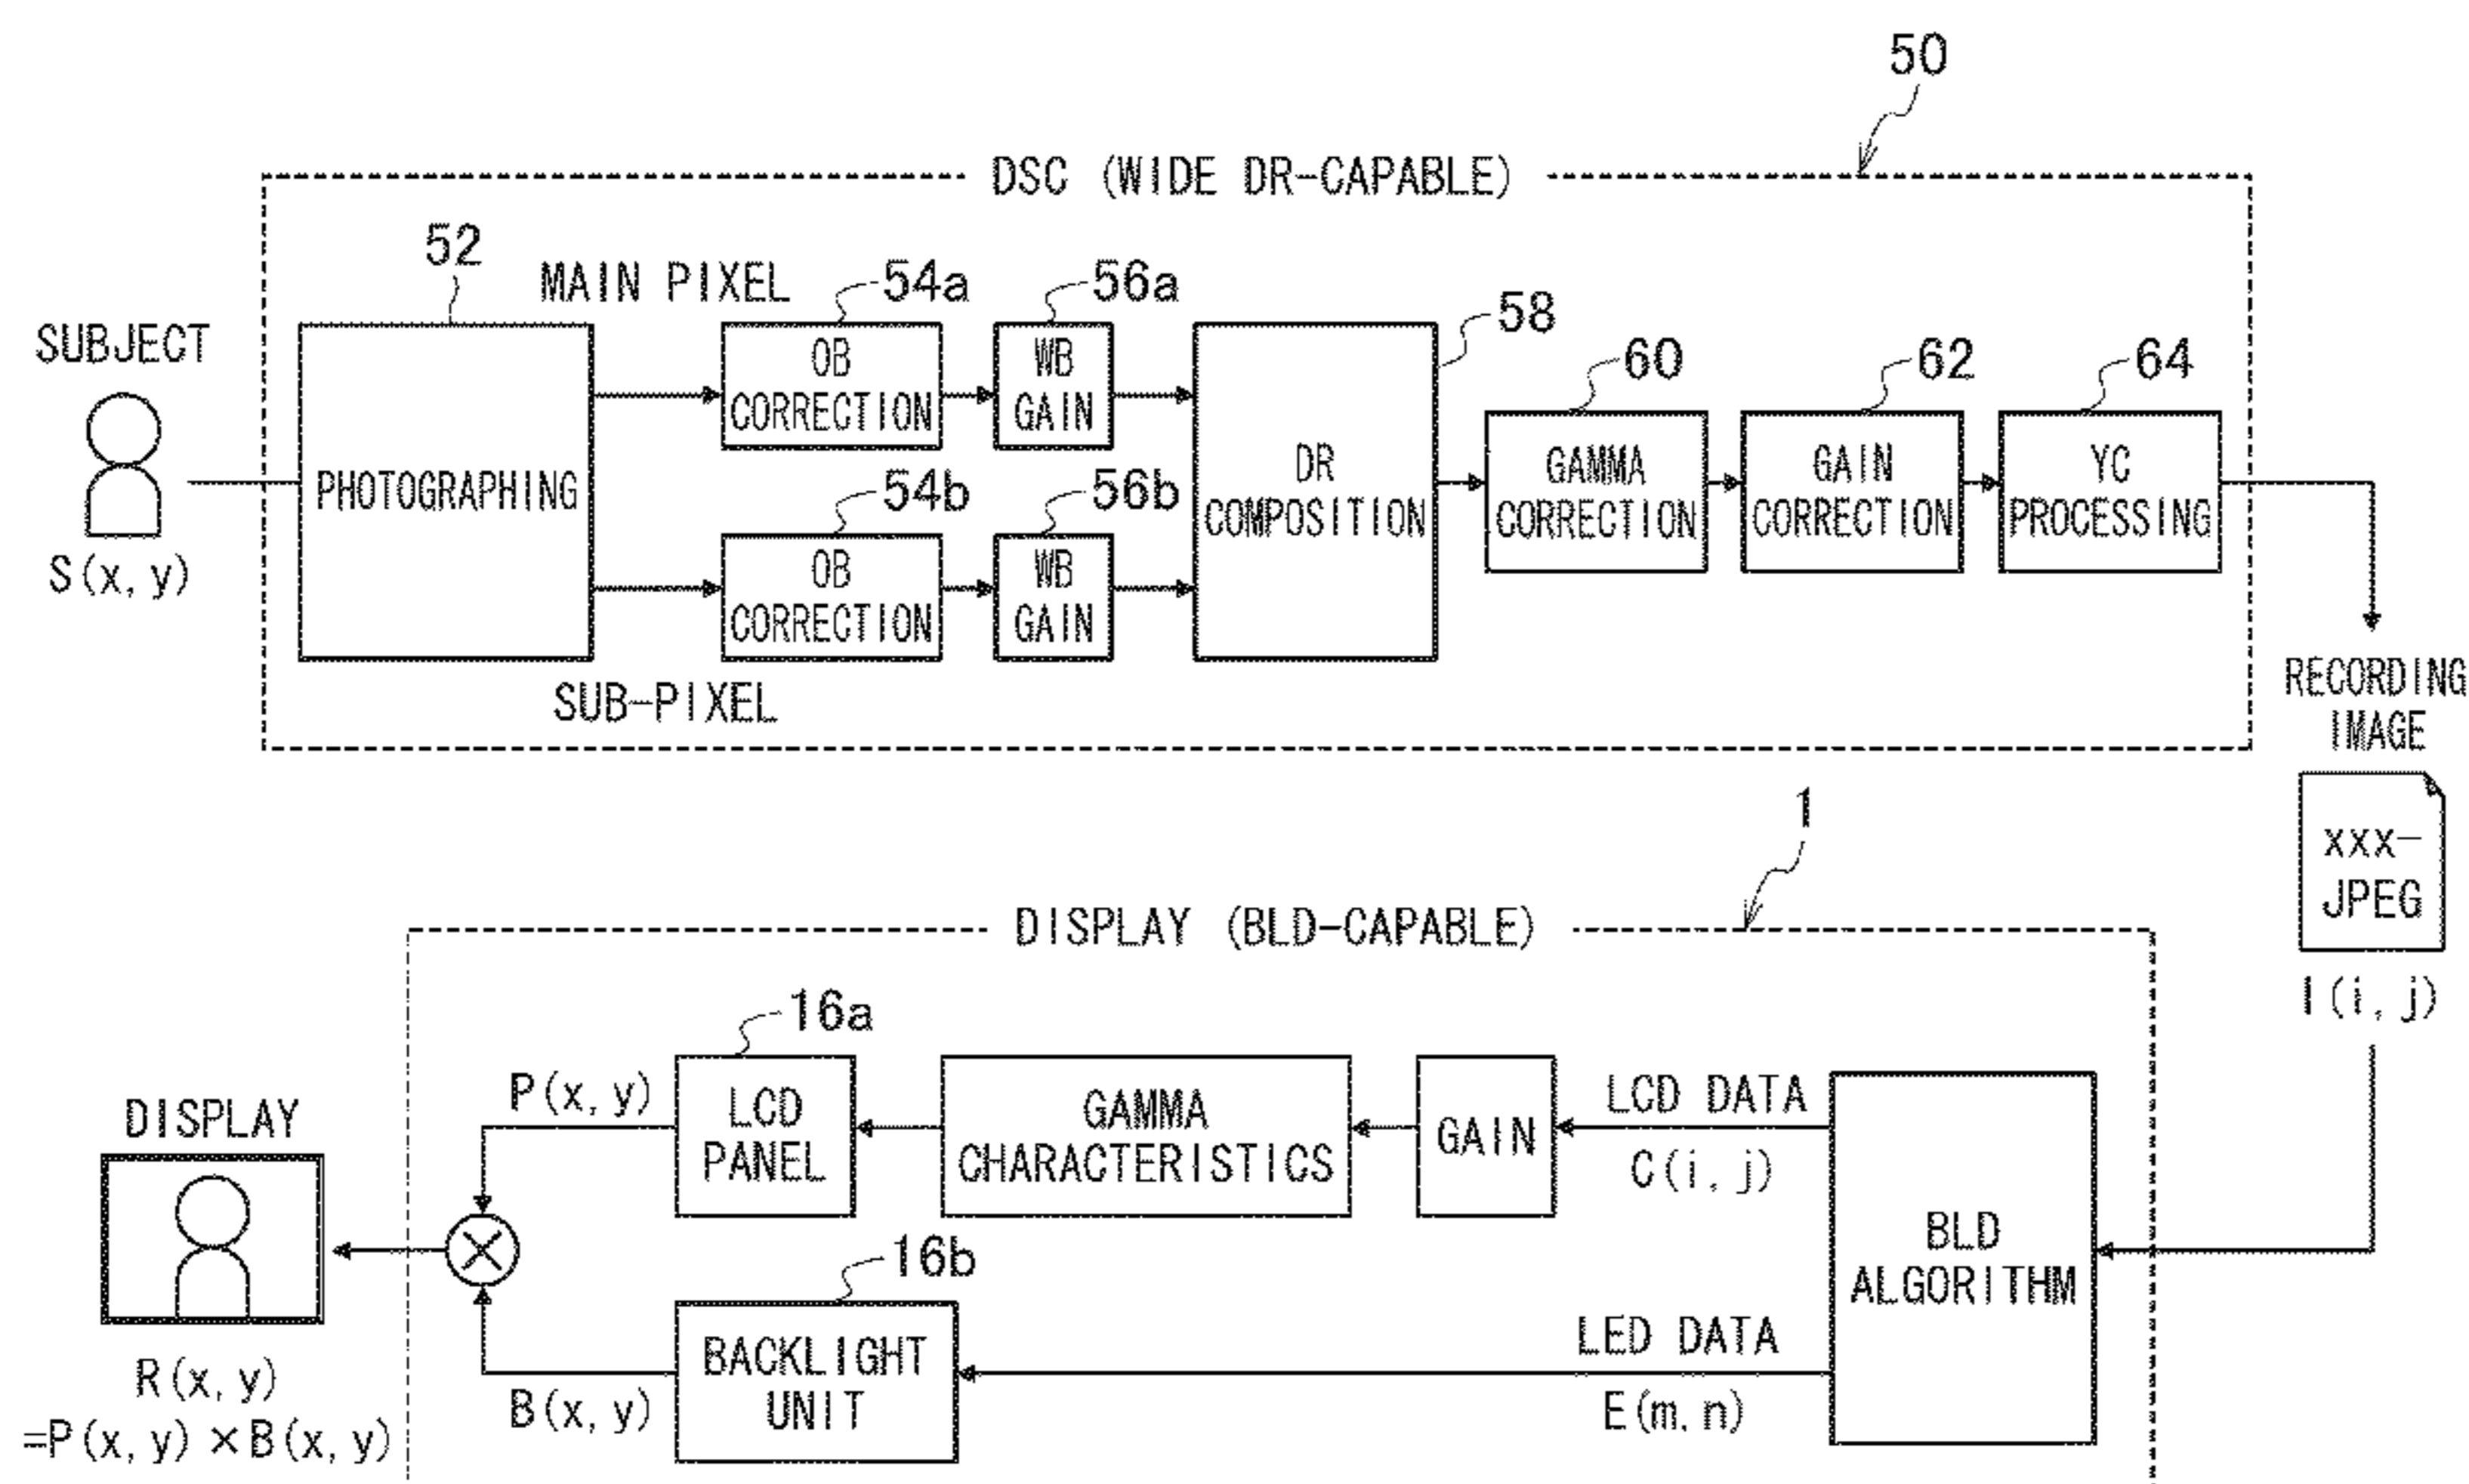 50
DSC (WIDE DR-CAPABLE)
52
MAIN PIXEL
54a
56a
58
SUBJECT
S(x, y)
PHOTOGRAPHING
OB
CORRECTION
WB
GAIN
54b
56b
OB
CORRECTION
WB
GAIN
SUB-PIXEL
DR
COMPOSITION
60
62
64
GAMMA
CORRECTION
GAIN
CORRECTION
YC
PROCESSING
RECORDING
IMAGE
xxx-
JPEG
I(i, j)
1
DISPLAY (BLD-CAPABLE)
16a
P(x, y)
LCD
PANEL
GAMMA
CHARACTERISTICS
GAIN
LCD DATA
C(i, j)
BLD
ALGORITHM
DISPLAY
16b
BACKLIGHT
UNIT
LED DATA
E(m, n)
B(x, y)
R(x, y)
=P(x, y)×B(x, y)